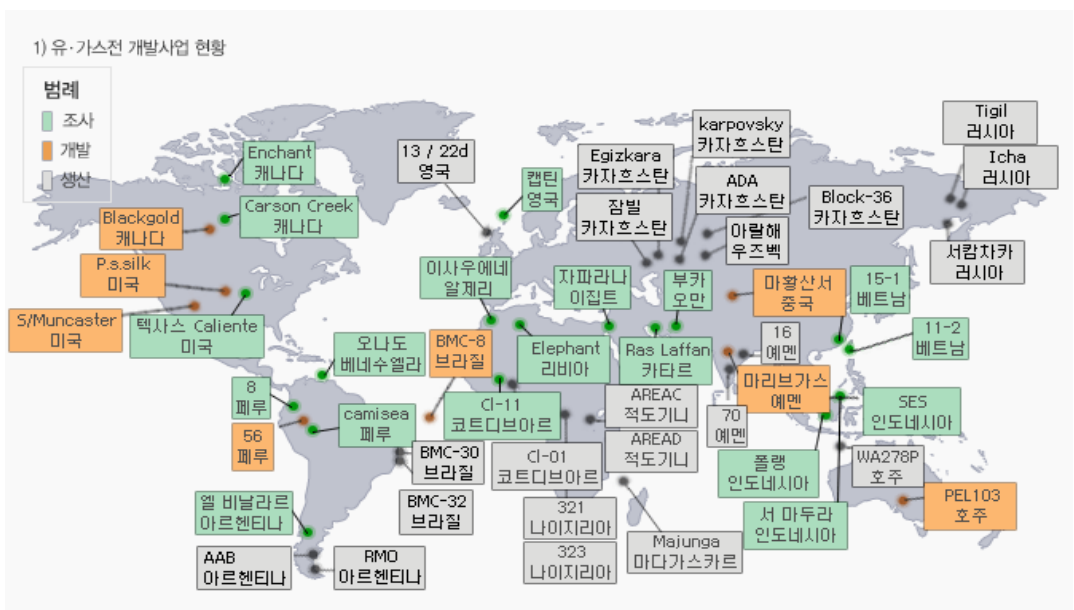 1) 유·가스전 개발사업 현황
범례
조사
개발
생산
Enchant
캐나다
Carson Creek
캐나다
Blackgold
캐나다
P.s.silk
미국
S/Muncaster
미국
텍사스 Caliente
미국
13 / 22d
영국
캡틴
영국
Egizkara
카자흐스탄
karpovsky
카자흐스탄
잠빌
카자흐스탄
ADA
카자흐스탄
아랄해
우즈벡
Block-36
카자흐스탄
Tigil
러시아
Icha
러시아
서캄차카
러시아
이사우에네
알제리
자파라나
이집트
부카
오만
마황산서
중국
15-1
베트남
11-2
베트남
오나도
베네수엘라
BMC-8
브라질
Elephant
리비아
Ras Laffan
카타르
16
예멘
마리브가스
예멘
70
예멘
8
페루
56
페루
camisea
페루
CI-11
코트디브아르
AREAC
적도기니
AREAD
적도기니
SES
인도네시아
BMC-30
브라질
BMC-32
브라질
CI-01
코트디브아르
폴랭
인도네시아
WA278P
호주
PEL103
호주
서 마두라
인도네시아
엘 비날라르
아르헨티나
AAB
아르헨티나
RMO
아르헨티나
321
나이지리아
323
나이지리아
Majunga
마다가스카르